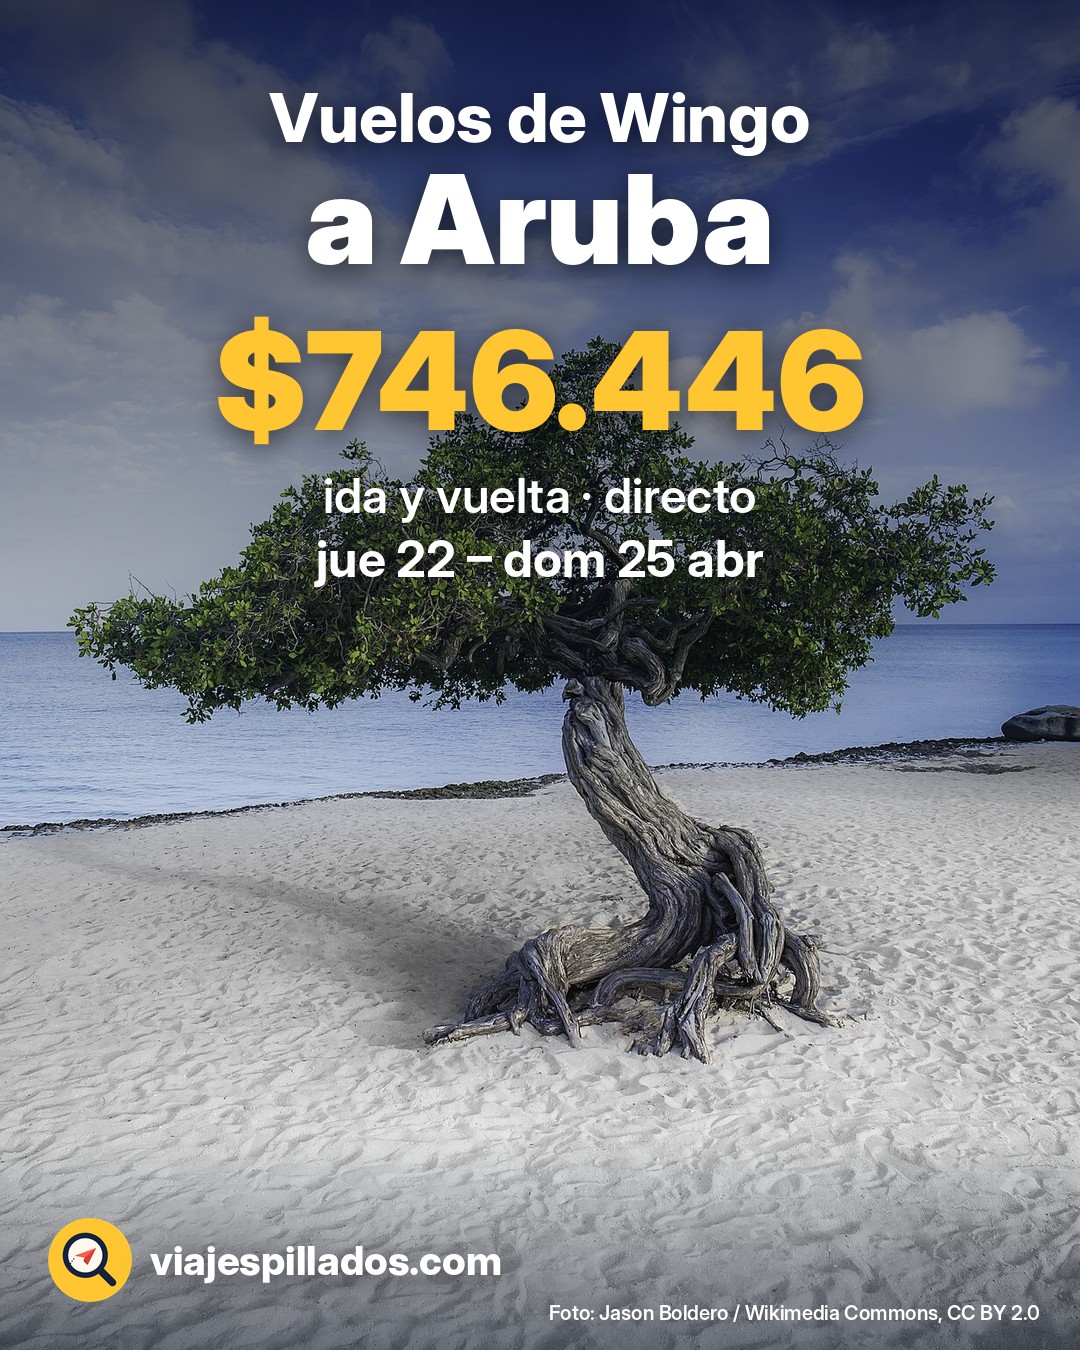 Vuelos de Wingo
a Aruba
$746.446
ida y vuelta · directo
jue 22 – dom 25 abr
viajespillados.com
Foto: Jason Boldero / Wikimedia Commons, CC BY 2.0